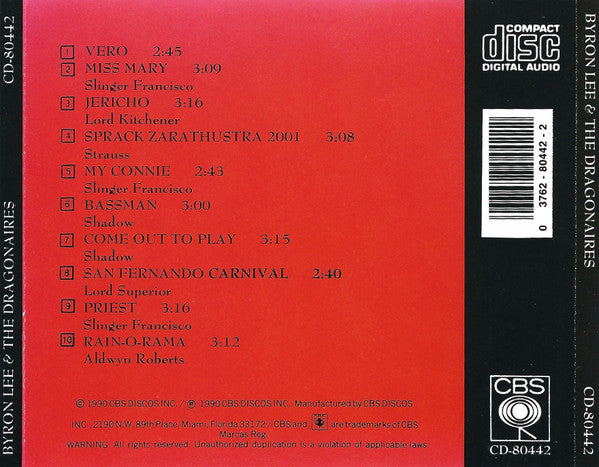 BYRON LEE & THE DRAGONAIRES
CD-80442
1 VERO 2:45
2 MISS MARY 3:09
Slinger Francisco
3 JERICHO 3:16
Lord Kitchener
4 SPRACK ZARATHUSTRA 2001 3:08
Strauss
5 MY CONNIE 2:43
Slinger Francisco
6 BASSMAN 3:00
Shadow
7 COME OUT TO PLAY 3:15
Shadow
8 SAN FERNANDO CARNIVAL 2:40
Lord Superior
9 PRIEST 3:16
Slinger Francisco
10 RAIN-O-RAMA 3:12
Aldwyn Roberts
© 1990 CBS DISCOS INC. / ℗ 1990 CBS DISCOS INC. Manufactured by CBS DISCOS
INC. 2190 N.W. 89th Place, Miami, Florida 33172 / CBS and are trademarks of CBS
Marcas Reg.
WARNING: All rights reserved. Unauthorized duplication is a violation of applicable laws.
COMPACT
disc
DIGITAL AUDIO
0 3762-80442-2
CBS
CD-80442
BYRON LEE & THE DRAGONAIRES
CD-80442